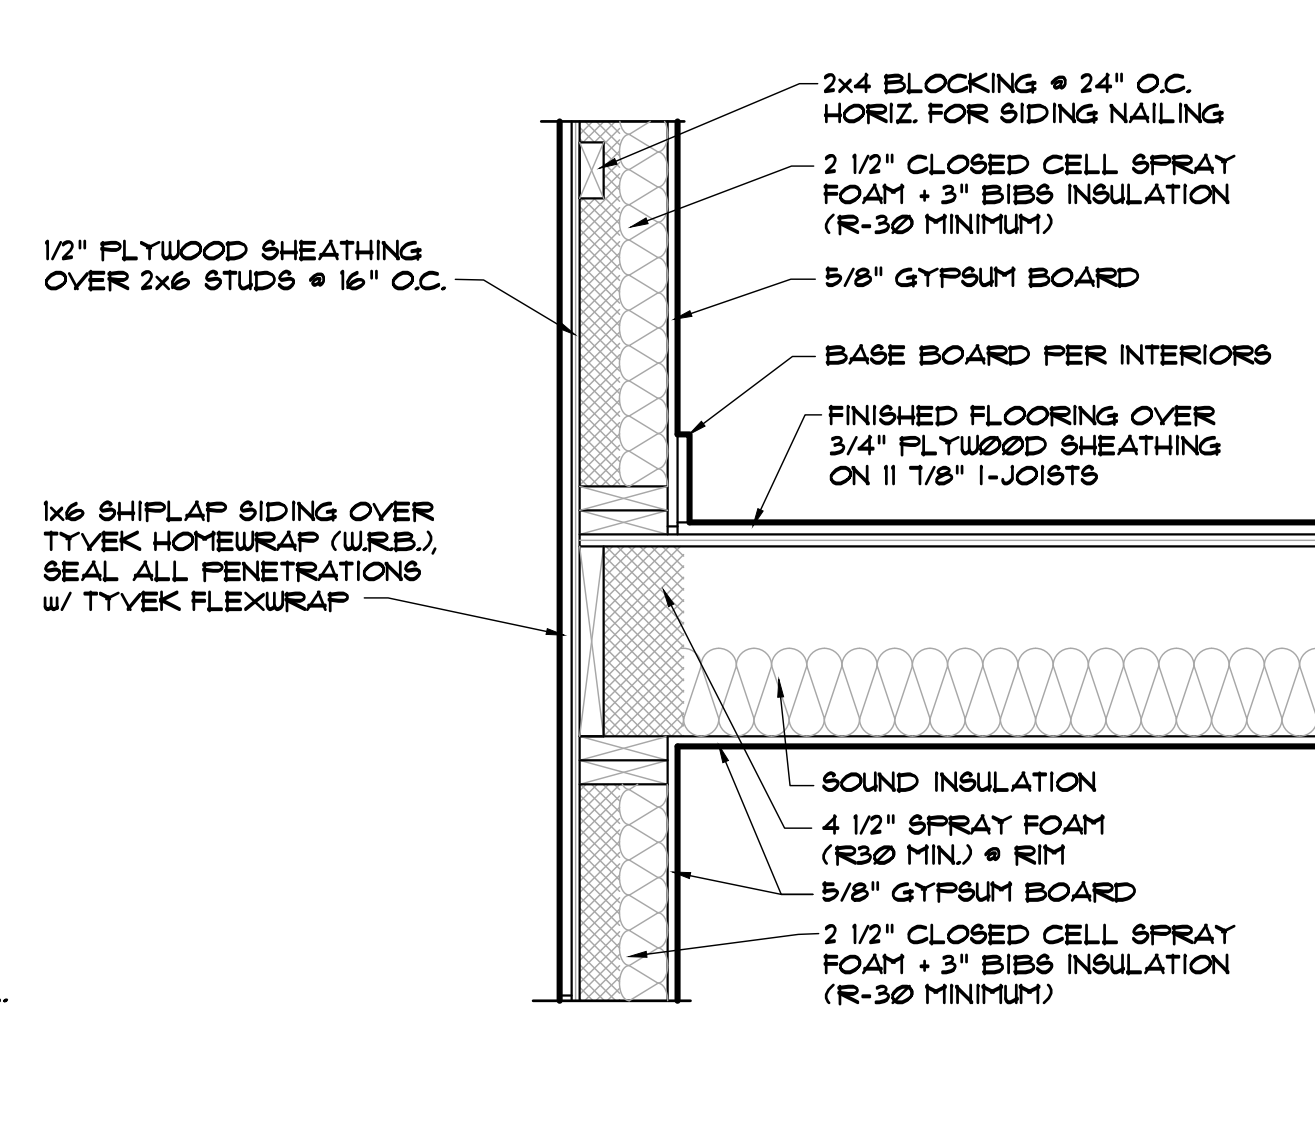 2x4 BLOCKING @ 24" O.C.
HORIZ. FOR SIDING NAILING
2 1/2" CLOSED CELL SPRAY
FOAM + 3" BIBS INSULATION
(R-30 MINIMUM)
1/2" PLYWOOD SHEATHING
OVER 2x6 STUDS @ 16" O.C.
5/8" GYPSUM BOARD
BASE BOARD PER INTERIORS
FINISHED FLOORING OVER
3/4" PLYWØØD SHEATHING
ON 11 7/8" I-JOISTS
1x6 SHIPLAP SIDING OVER
TYVEK HOMEWRAP (W.R.B.),
SEAL ALL PENETRATIONS
w/ TYVEK FLEXWRAP
SOUND INSULATION
4 1/2" SPRAY FOAM
(R30 MIN.) @ RIM
5/8" GYPSUM BOARD
2 1/2" CLOSED CELL SPRAY
FOAM + 3" BIBS INSULATION
(R-30 MINIMUM)